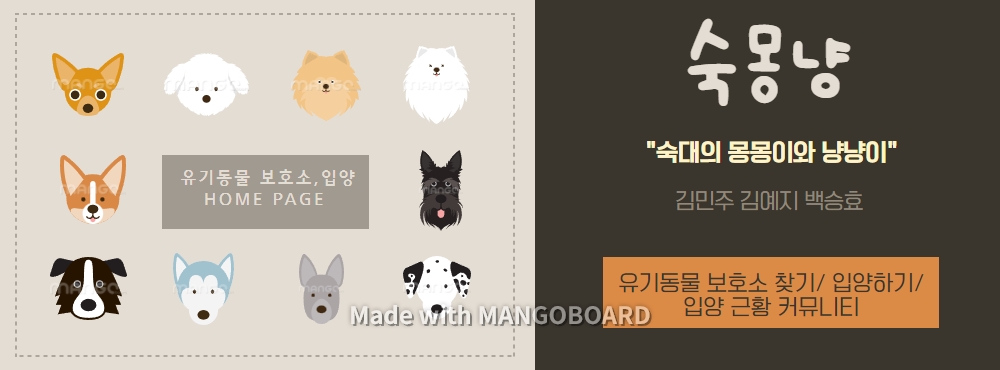 유기동물 보호소,입양
HOME PAGE
숙몽냥
"숙대의 몽몽이와 냥냥이"
김민주 김예지 백승효
유기동물 보호소 찾기/ 입양하기/
입양 근황 커뮤니티
Made with MANGOBOARD